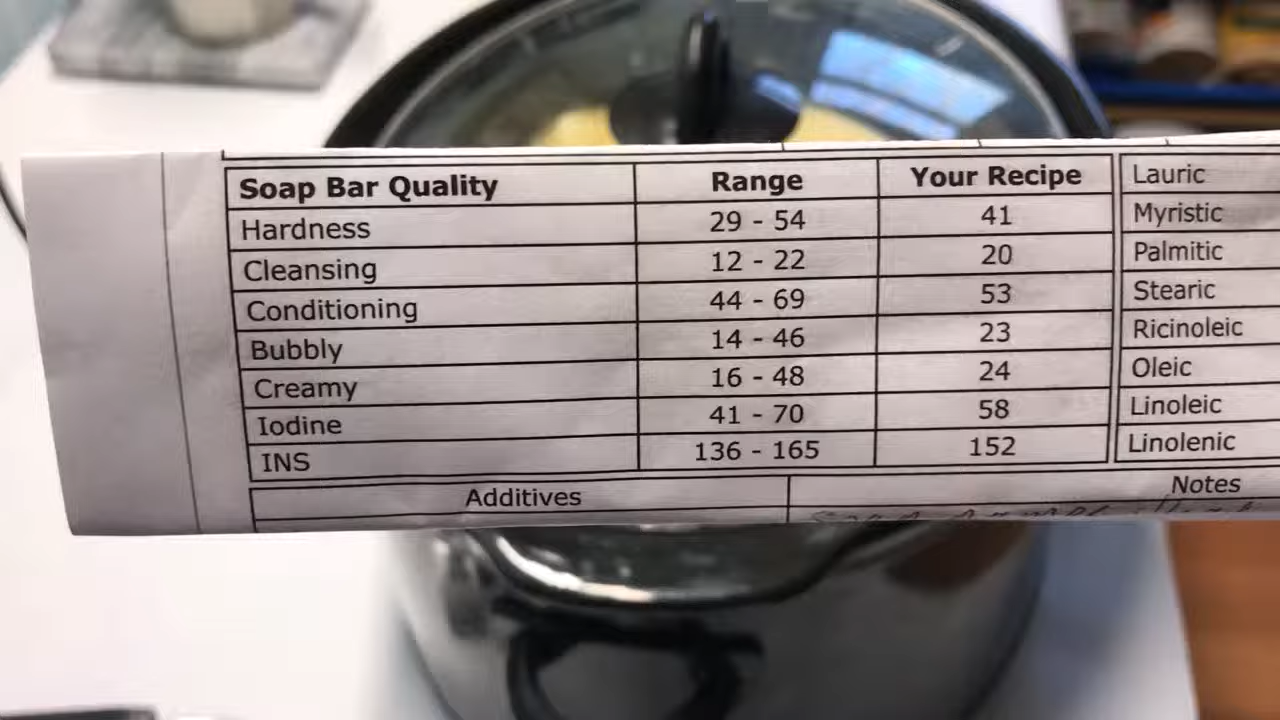 Soap Bar Quality Range Your Recipe Lauric
Hardness 29 - 54 41 Myristic
Cleansing 12 - 22 20 Palmitic
Conditioning 44 - 69 53 Stearic
Bubbly 14 - 46 23 Ricinoleic
Creamy 16 - 48 24 Oleic
Iodine 41 - 70 58 Linoleic
INS 136 - 165 152 Linolenic
Additives Notes